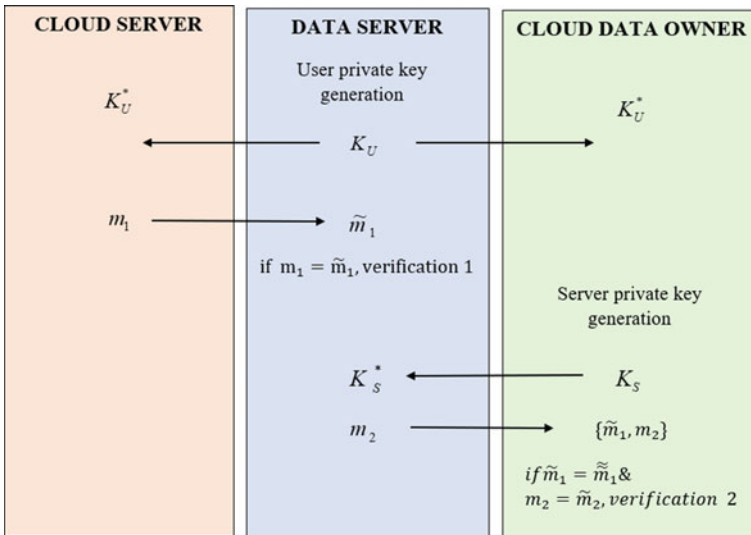 CLOUD SERVER
K*U
m1
DATA SERVER
User private key
generation
KU
m̃1
if m1 = m̃1, verification 1
K*S
m2
CLOUD DATA OWNER
K*U
Server private key
generation
KS
{m̃1, m2}
if m̃1 = m̃̃̃1&
m2 = m̃2, verification 2